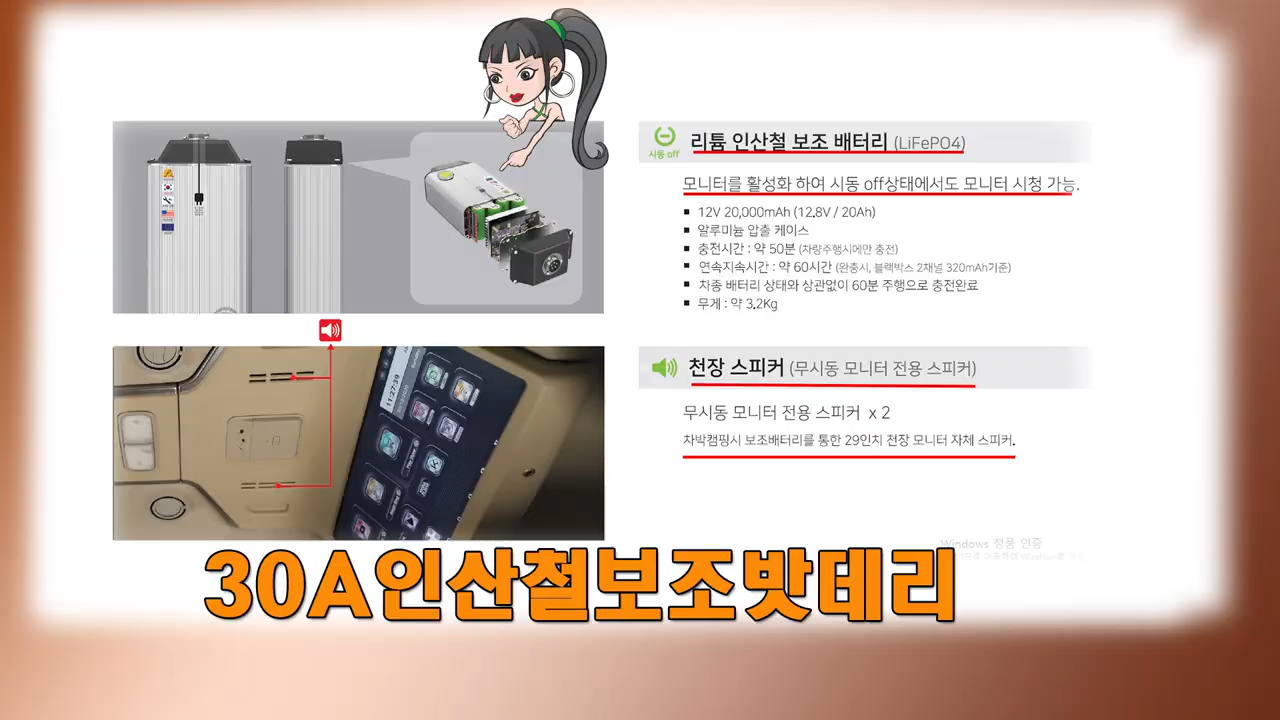 시동 off
리튬 인산철 보조 배터리 (LiFePO4)
모니터를 활성화 하여 시동 off상태에서도 모니터 시청 가능.
12V 20,000mAh (12.8V / 20Ah)
알루미늄 압출 케이스
충전시간 : 약 50분 (차량주행시에만 충전)
연속지속시간 : 약 60시간 (완충시, 블랙박스 2채널 320mAh기준)
차종 배터리 상태와 상관없이 60분 주행으로 충전완료
무게 : 약 3.2Kg
11:27:39
천장 스피커 (무시동 모니터 전용 스피커)
무시동 모니터 전용 스피커 x 2
차박캠핑시 보조배터리를 통한 29인치 천장 모니터 자체 스피커.
Windows 정품 인증
30A인산철보조밧데리